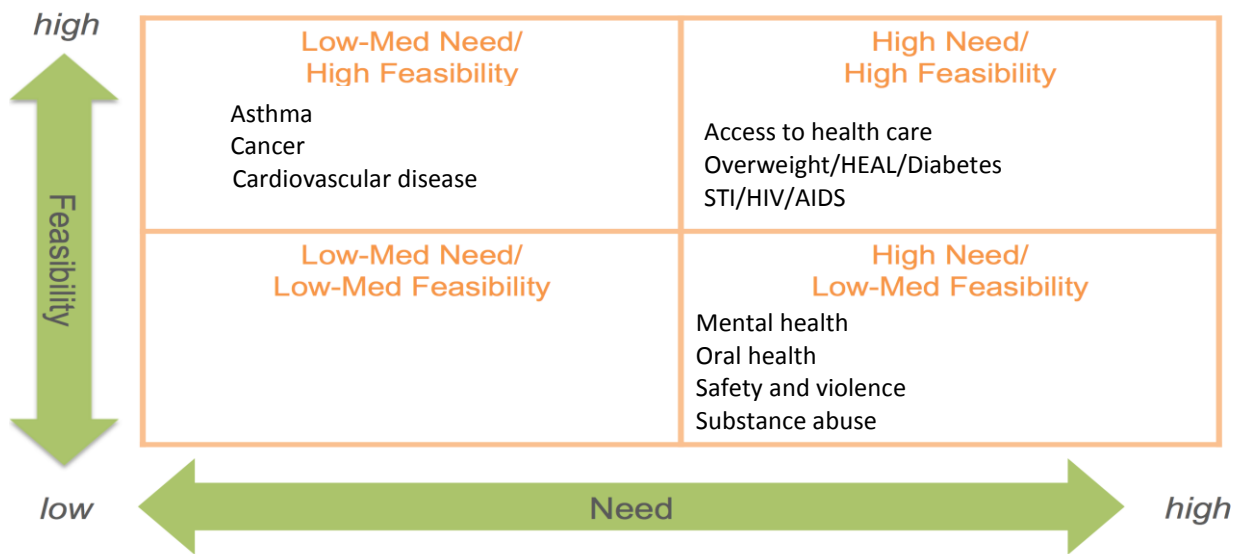 high
Low-Med Need/
High Feasibility
Asthma
Cancer
Cardiovascular disease
High Need/
High Feasibility
Access to health care
Overweight/HEAL/Diabetes
STI/HIV/AIDS
Feasibility
Low-Med Need/
Low-Med Feasibility
High Need/
Low-Med Feasibility
Mental health
Oral health
Safety and violence
Substance abuse
low
Need
high